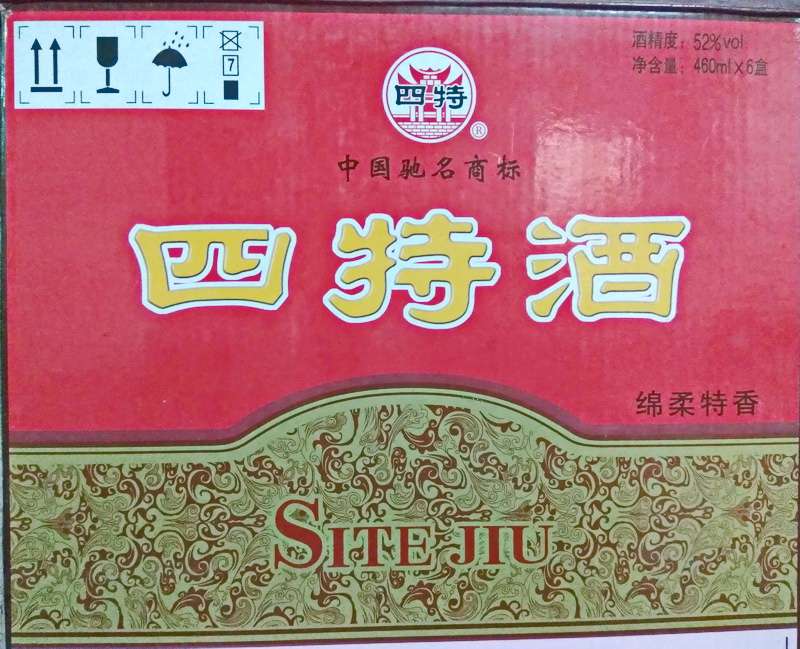 酒精度：52%vol
净含量：460ml×6盒
7
四特
®
中国驰名商标
四特酒
绵柔特香
SITE JIU